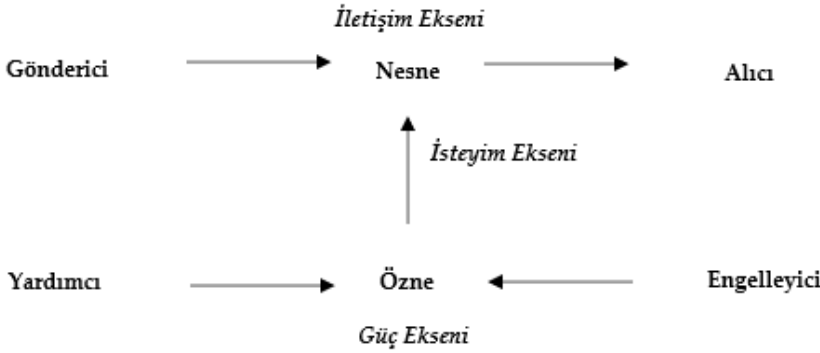 İletişim Ekseni
Gönderici Nesne Alıcı
İsteyim Ekseni
Yardımcı Özne Engelleyici
Güç Ekseni